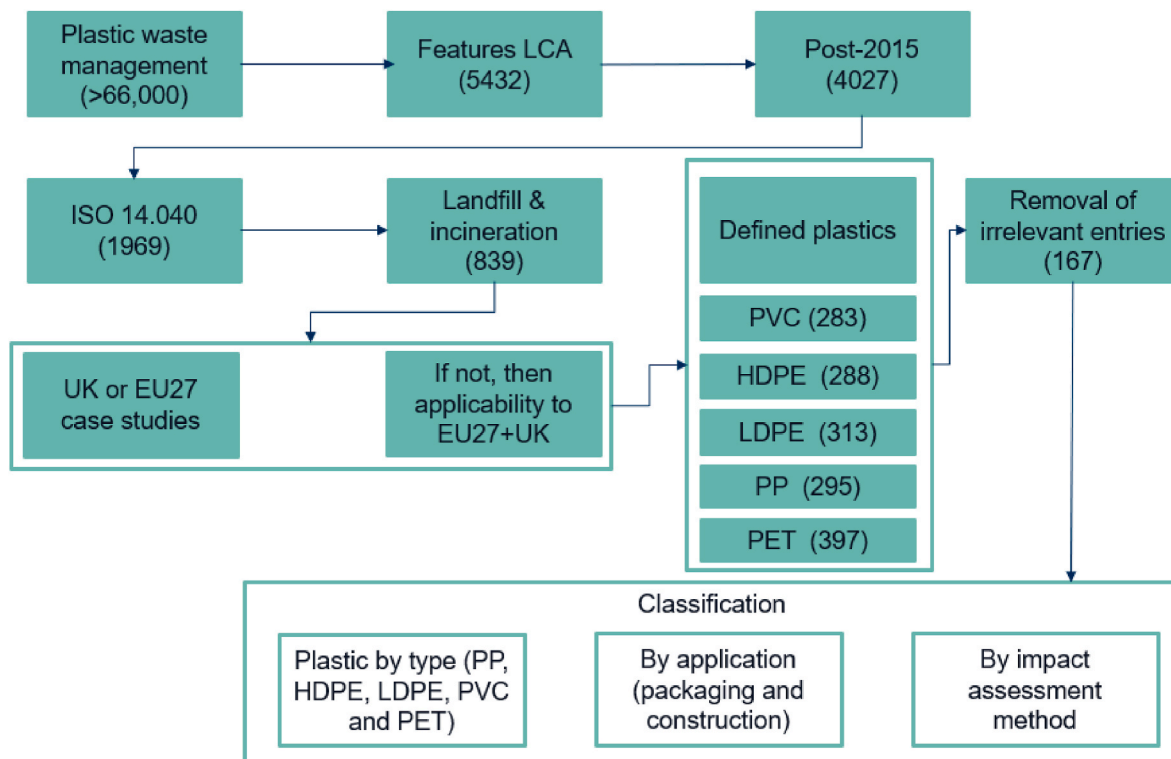 Plastic waste
management
(>66,000)
Features LCA
(5432)
Post-2015
(4027)
ISO 14.040
(1969)
Landfill &
incineration
(839)
Defined plastics
PVC (283)
HDPE (288)
LDPE (313)
PP (295)
PET (397)
Removal of
irrelevant entries
(167)
UK or EU27
case studies
If not, then
applicability to
EU27+UK
Classification
Plastic by type (PP,
HDPE, LDPE, PVC
and PET)
By application
(packaging and
construction)
By impact
assessment
method